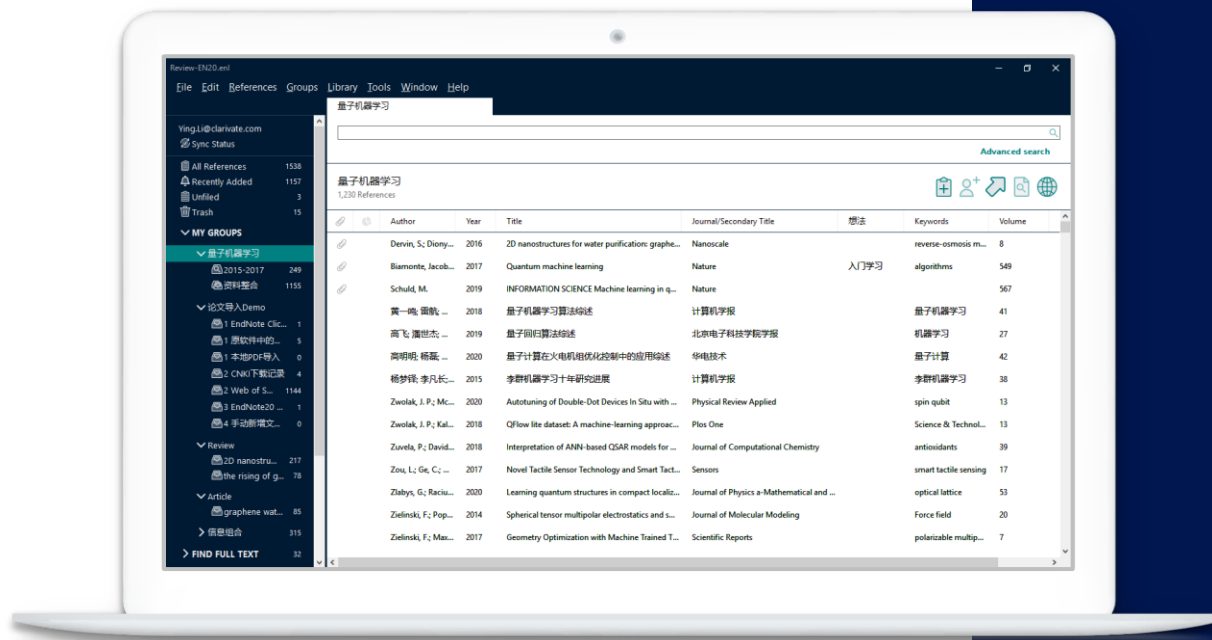 Review-EN20.enl
File Edit References Groups Library Tools Window Help
量子机器学习
Ying.Li@clarivate.com
Sync Status
Advanced search
All References 1538
Recently Added 1157
Unfiled 3
Trash 15
MY GROUPS
量子机器学习
2015-2017 249
资料整合 1155
论文导入Demo
1 EndNote Clic... 1
1 原软件中的... 5
1 本地PDF导入 0
2 CNKI下载记录 4
2 Web of S... 1144
3 EndNote20 ... 1
4 手动新增文... 0
Review
2D nanostru... 217
the rising of g... 78
Article
graphene wat... 85
信息组合 315
FIND FULL TEXT 32
量子机器学习
1,230 References
Author Year Title Journal/Secondary Title 想法 Keywords Volume
Dervin, S.; Diony... 2016 2D nanostructures for water purification: graphe... Nanoscale reverse-osmosis m... 8
Biamonte, Jacob... 2017 Quantum machine learning Nature 入门学习 algorithms 549
Schuld, M. 2019 INFORMATION SCIENCE Machine learning in q... Nature 567
黄一鸣; 雷航; ... 2018 量子机器学习算法综述 计算机学报 量子机器学习 41
高飞; 潘世杰; ... 2019 量子回归算法综述 北京电子科技学院学报 机器学习 27
高明明; 杨磊; ... 2020 量子计算在火电机组优化控制中的应用综述 华电技术 量子计算 42
杨梦铎; 李凡长;... 2015 李群机器学习十年研究进展 计算机学报 李群机器学习 38
Zwolak, J. P.; Mc... 2020 Autotuning of Double-Dot Devices In Situ with ... Physical Review Applied spin qubit 13
Zwolak, J. P.; Kal... 2018 QFlow lite dataset: A machine-learning approac... Plos One Science & Technol... 13
Zuvela, P.; David... 2018 Interpretation of ANN-based QSAR models for ... Journal of Computational Chemistry antioxidants 39
Zou, L.; Ge, C.; ... 2017 Novel Tactile Sensor Technology and Smart Tact... Sensors smart tactile sensing 17
Zlabys, G.; Raciu... 2020 Learning quantum structures in compact localiz... Journal of Physics a-Mathematical and ... optical lattice 53
Zielinski, F.; Pop... 2014 Spherical tensor multipolar electrostatics and s... Journal of Molecular Modeling Force field 20
Zielinski, F.; Max... 2017 Geometry Optimization with Machine Trained T... Scientific Reports polarizable multip... 7